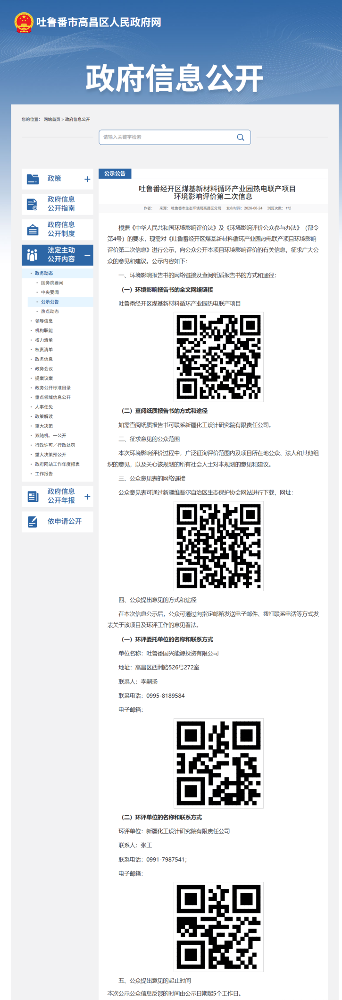 吐鲁番市高昌区人民政府网
政府信息公开
您的位置： 网站首页 > 政府信息公开
请输入关键字检索
政策
政府信息
公开指南
政府信息
公开制度
法定主动
公开内容
政务动态
国务院要闻
中央要闻
公示公告
热点动态
领导信息
机构职能
权力清单
权责清单
政务信息
政务会议
提案议案
政务公开标准目录
重点领域信息公开
人事任免
政策解读
重大决策
双随机、一公开
行政许可／行政处罚
重大决策预公开
政府网站工作年度报表
工作报告
政府信息
公开年报
依申请公开
公示公告
吐鲁番经开区煤基新材料循环产业园热电联产项目
环境影响评价第二次信息
作者： 来源： 吐鲁番市生态环境局高昌区分局 发布时间：2026-06-24 浏览次数：112
根据《中华人民共和国环境影响评价法》及《环境影响评价公众参与办法》（部令
第4号）的要求，现需对《吐鲁番经开区煤基新材料循环产业园热电联产项目环境影响
评价第二次信息》进行公示，向公众公开本项目环境影响评价的有关信息，征求广大公
众的意见和建议。公示内容如下：
一、环境影响报告书的网络链接及查阅纸质报告书的方式和途径：
（一）环境影响报告书的全文网络链接
吐鲁番经开区煤基新材料循环产业园热电联产项目
（二）查阅纸质报告书的方式和途径
如需查阅纸质报告书可联系新疆化工设计研究院有限责任公司。
二、征求意见的公众范围
本次环境影响评价过程中，广泛征询评价范围内及项目所在地公众、法人和其他组
织的意见，以及关心该规划的所有社会人士对本规划的意见和建议。
三、公众意见表的网络链接
公众意见表可通过新疆维吾尔自治区生态保护协会网站进行下载，网址：
四、公众提出意见的方式和途径
在本次信息公示后，公众可通过向指定邮箱发送电子邮件、拨打联系电话等方式发
表关于该项目及环评工作的意见看法。
（一）环评委托单位的名称和联系方式
单位名称：吐鲁番国兴能源投资有限公司
地址：高昌区西洲路526号272室
联系人：李嗣扬
联系电话：0995-8189584
电子邮箱：
（二）环评单位的名称和联系方式
环评单位：新疆化工设计研究院有限责任公司
联系人：张工
联系电话：0991-7987541；
电子邮箱：
五、公众提出意见的起止时间
本次公示公众信息反馈的时间由公示日期起5个工作日。